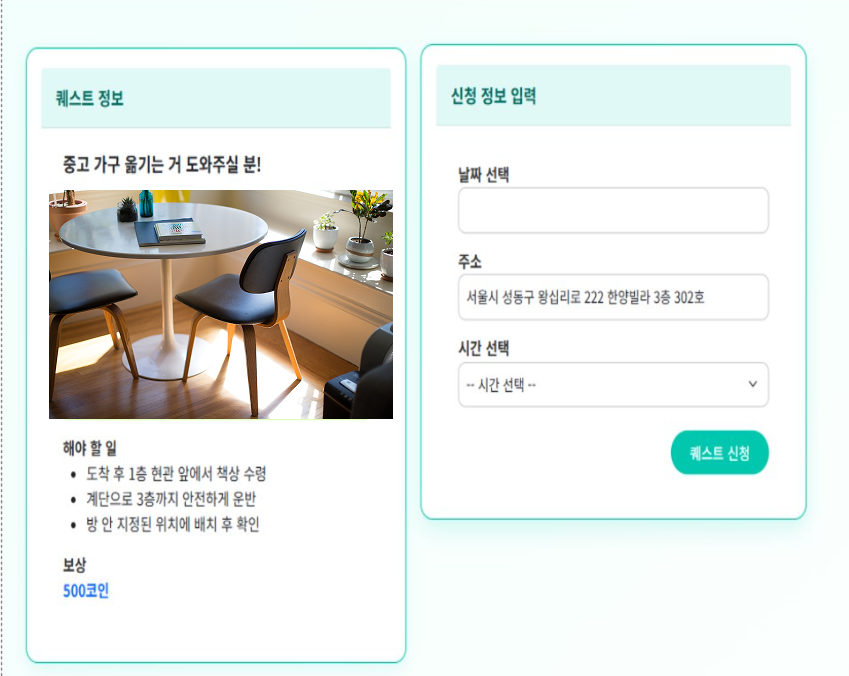 퀘스트 정보
중고 가구 옮기는 거 도와주실 분!
해야 할 일
도착 후 1층 현관 앞에서 책상 수령
계단으로 3층까지 안전하게 운반
방 안 지정된 위치에 배치 후 확인
보상
500코인
신청 정보 입력
날짜 선택
주소
서울시 성동구 왕십리로 222 한양빌라 3층 302호
시간 선택
-- 시간 선택 --
퀘스트 신청